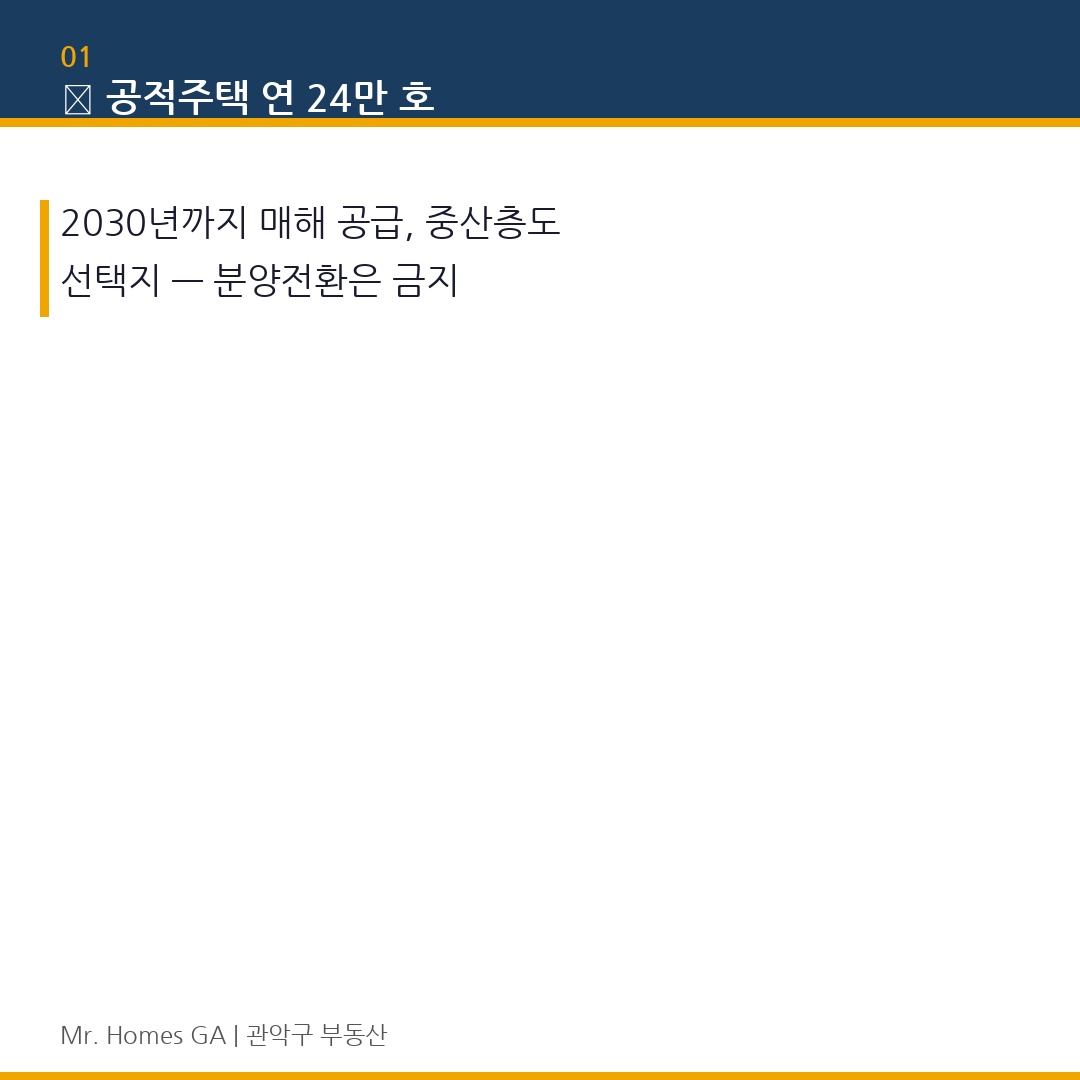 01
공적주택 연 24만 호
2030년까지 매해 공급, 중산층도
선택지 — 분양전환은 금지
Mr. Homes GA | 관악구 부동산